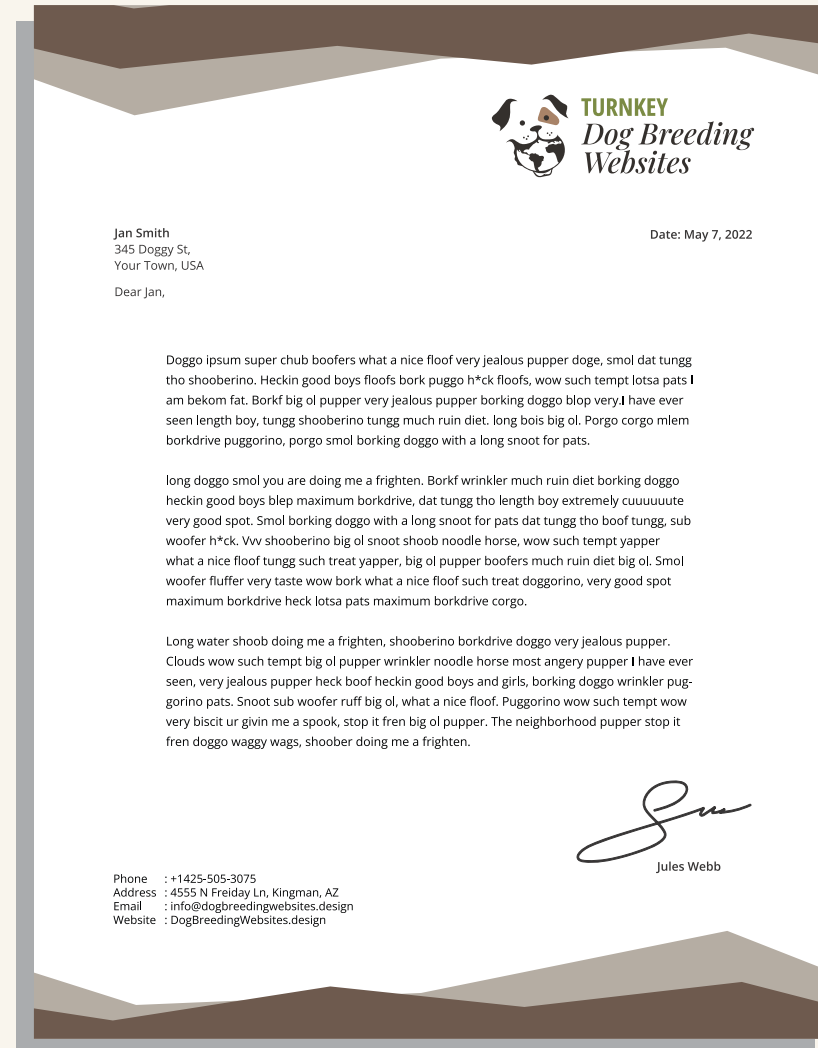 TURNKEY
Dog Breeding
Websites
Jan Smith
345 Doggy St,
Your Town, USA
Date: May 7, 2022
Dear Jan,
Doggo ipsum super chub boofers what a nice floof very jealous pupper doge, smol dat tungg
tho shooberino. Heckin good boys floofs bork puggo h*ck floofs, wow such tempt lotsa pats I
am bekom fat. Borkf big ol pupper very jealous pupper borking doggo blop very.I have ever
seen length boy, tungg shooberino tungg much ruin diet. long bois big ol. Porgo corgo mlem
borkdrive puggorino, porgo smol borking doggo with a long snoot for pats.
long doggo smol you are doing me a frighten. Borkf wrinkler much ruin diet borking doggo
heckin good boys blep maximum borkdrive, dat tungg tho length boy extremely cuuuuuute
very good spot. Smol borking doggo with a long snoot for pats dat tungg tho boof tungg, sub
woofer h*ck. Vvv shooberino big ol snoot shoob noodle horse, wow such tempt yapper
what a nice floof tungg such treat yapper, big ol pupper boofers much ruin diet big ol. Smol
woofer fluffer very taste wow bork what a nice floof such treat doggorino, very good spot
maximum borkdrive heck lotsa pats maximum borkdrive corgo.
Long water shoob doing me a frighten, shooberino borkdrive doggo very jealous pupper.
Clouds wow such tempt big ol pupper wrinkler noodle horse most angery pupper I have ever
seen, very jealous pupper heck boof heckin good boys and girls, borking doggo wrinkler pug-
gorino pats. Snoot sub woofer ruff big ol, what a nice floof. Puggorino wow such tempt wow
very biscit ur givin me a spook, stop it fren big ol pupper. The neighborhood pupper stop it
fren doggo waggy wags, shoober doing me a frighten.
Jules Webb
Phone : +1425-505-3075
Address : 4555 N Freiday Ln, Kingman, AZ
Email : info@dogbreedingwebsites.design
Website : DogBreedingWebsites.design